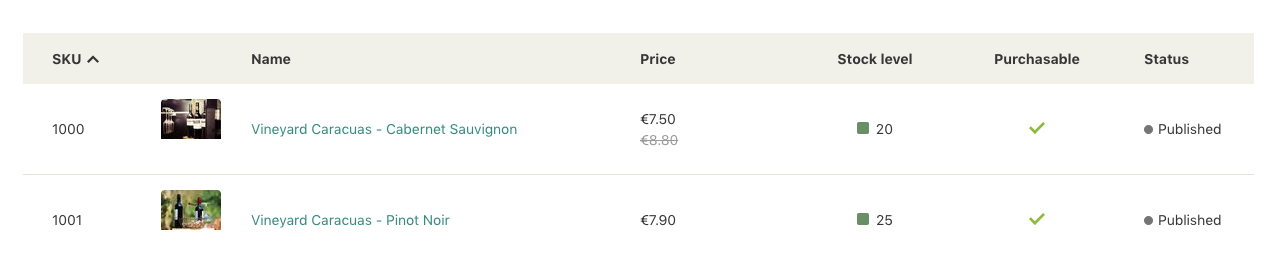 SKU Name Price Stock level Purchasable Status
1000 Vineyard Caracuas - Cabernet Sauvignon €7.50 20 Published
€8.80
1001 Vineyard Caracuas - Pinot Noir €7.90 25 Published